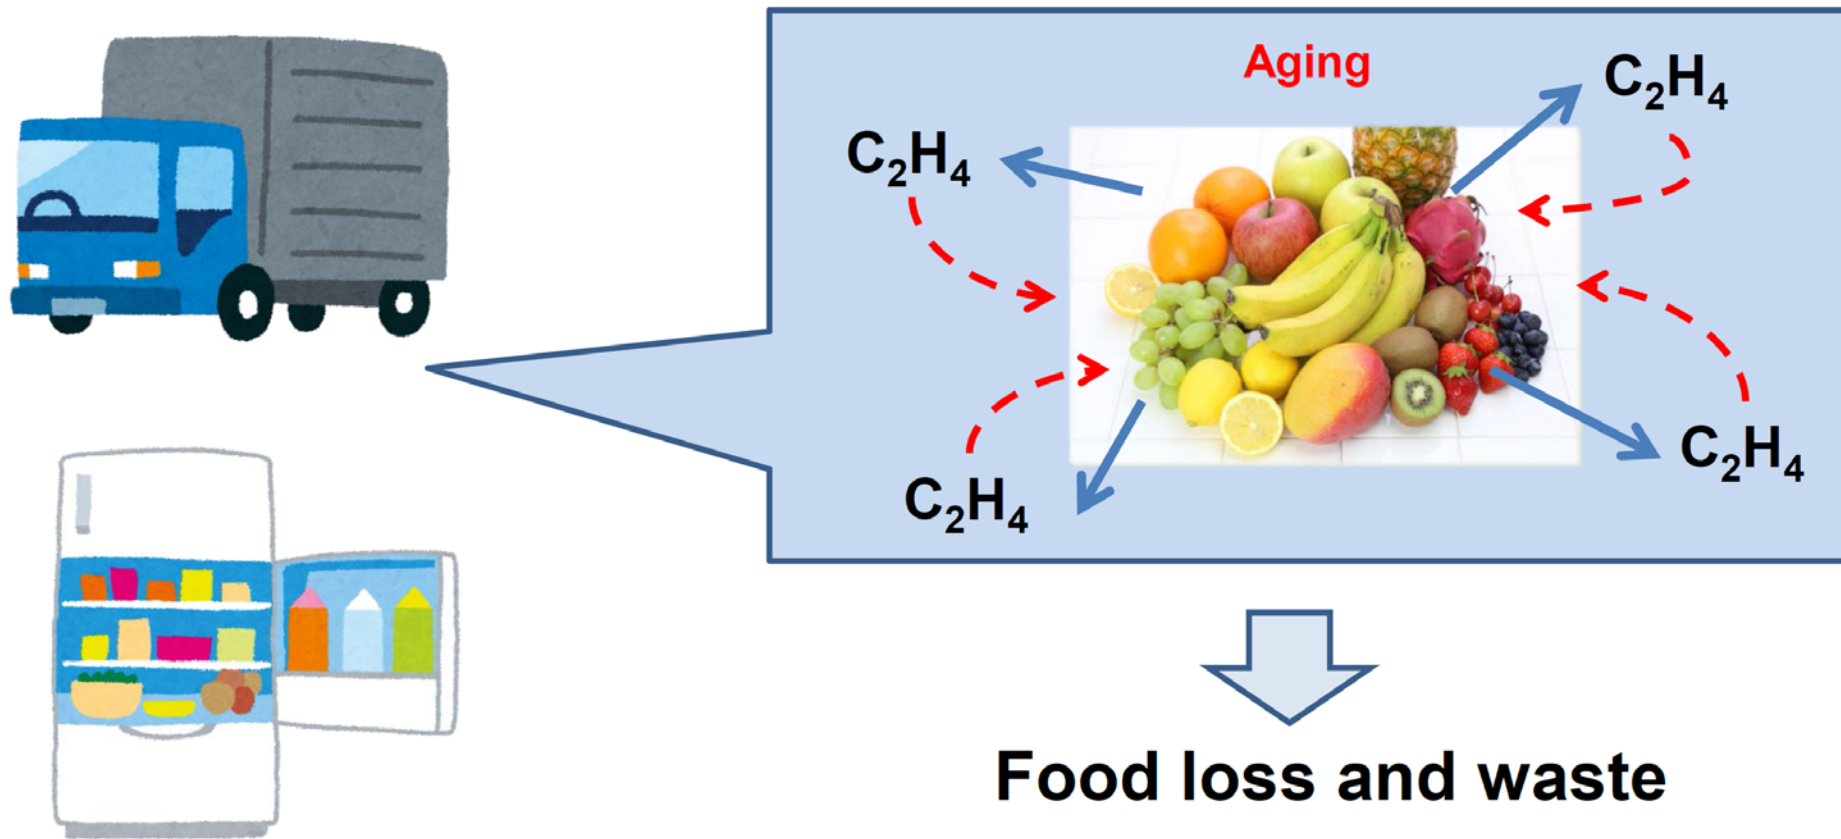 Aging
C₂H₄
C₂H₄
C₂H₄
C₂H₄
Food loss and waste